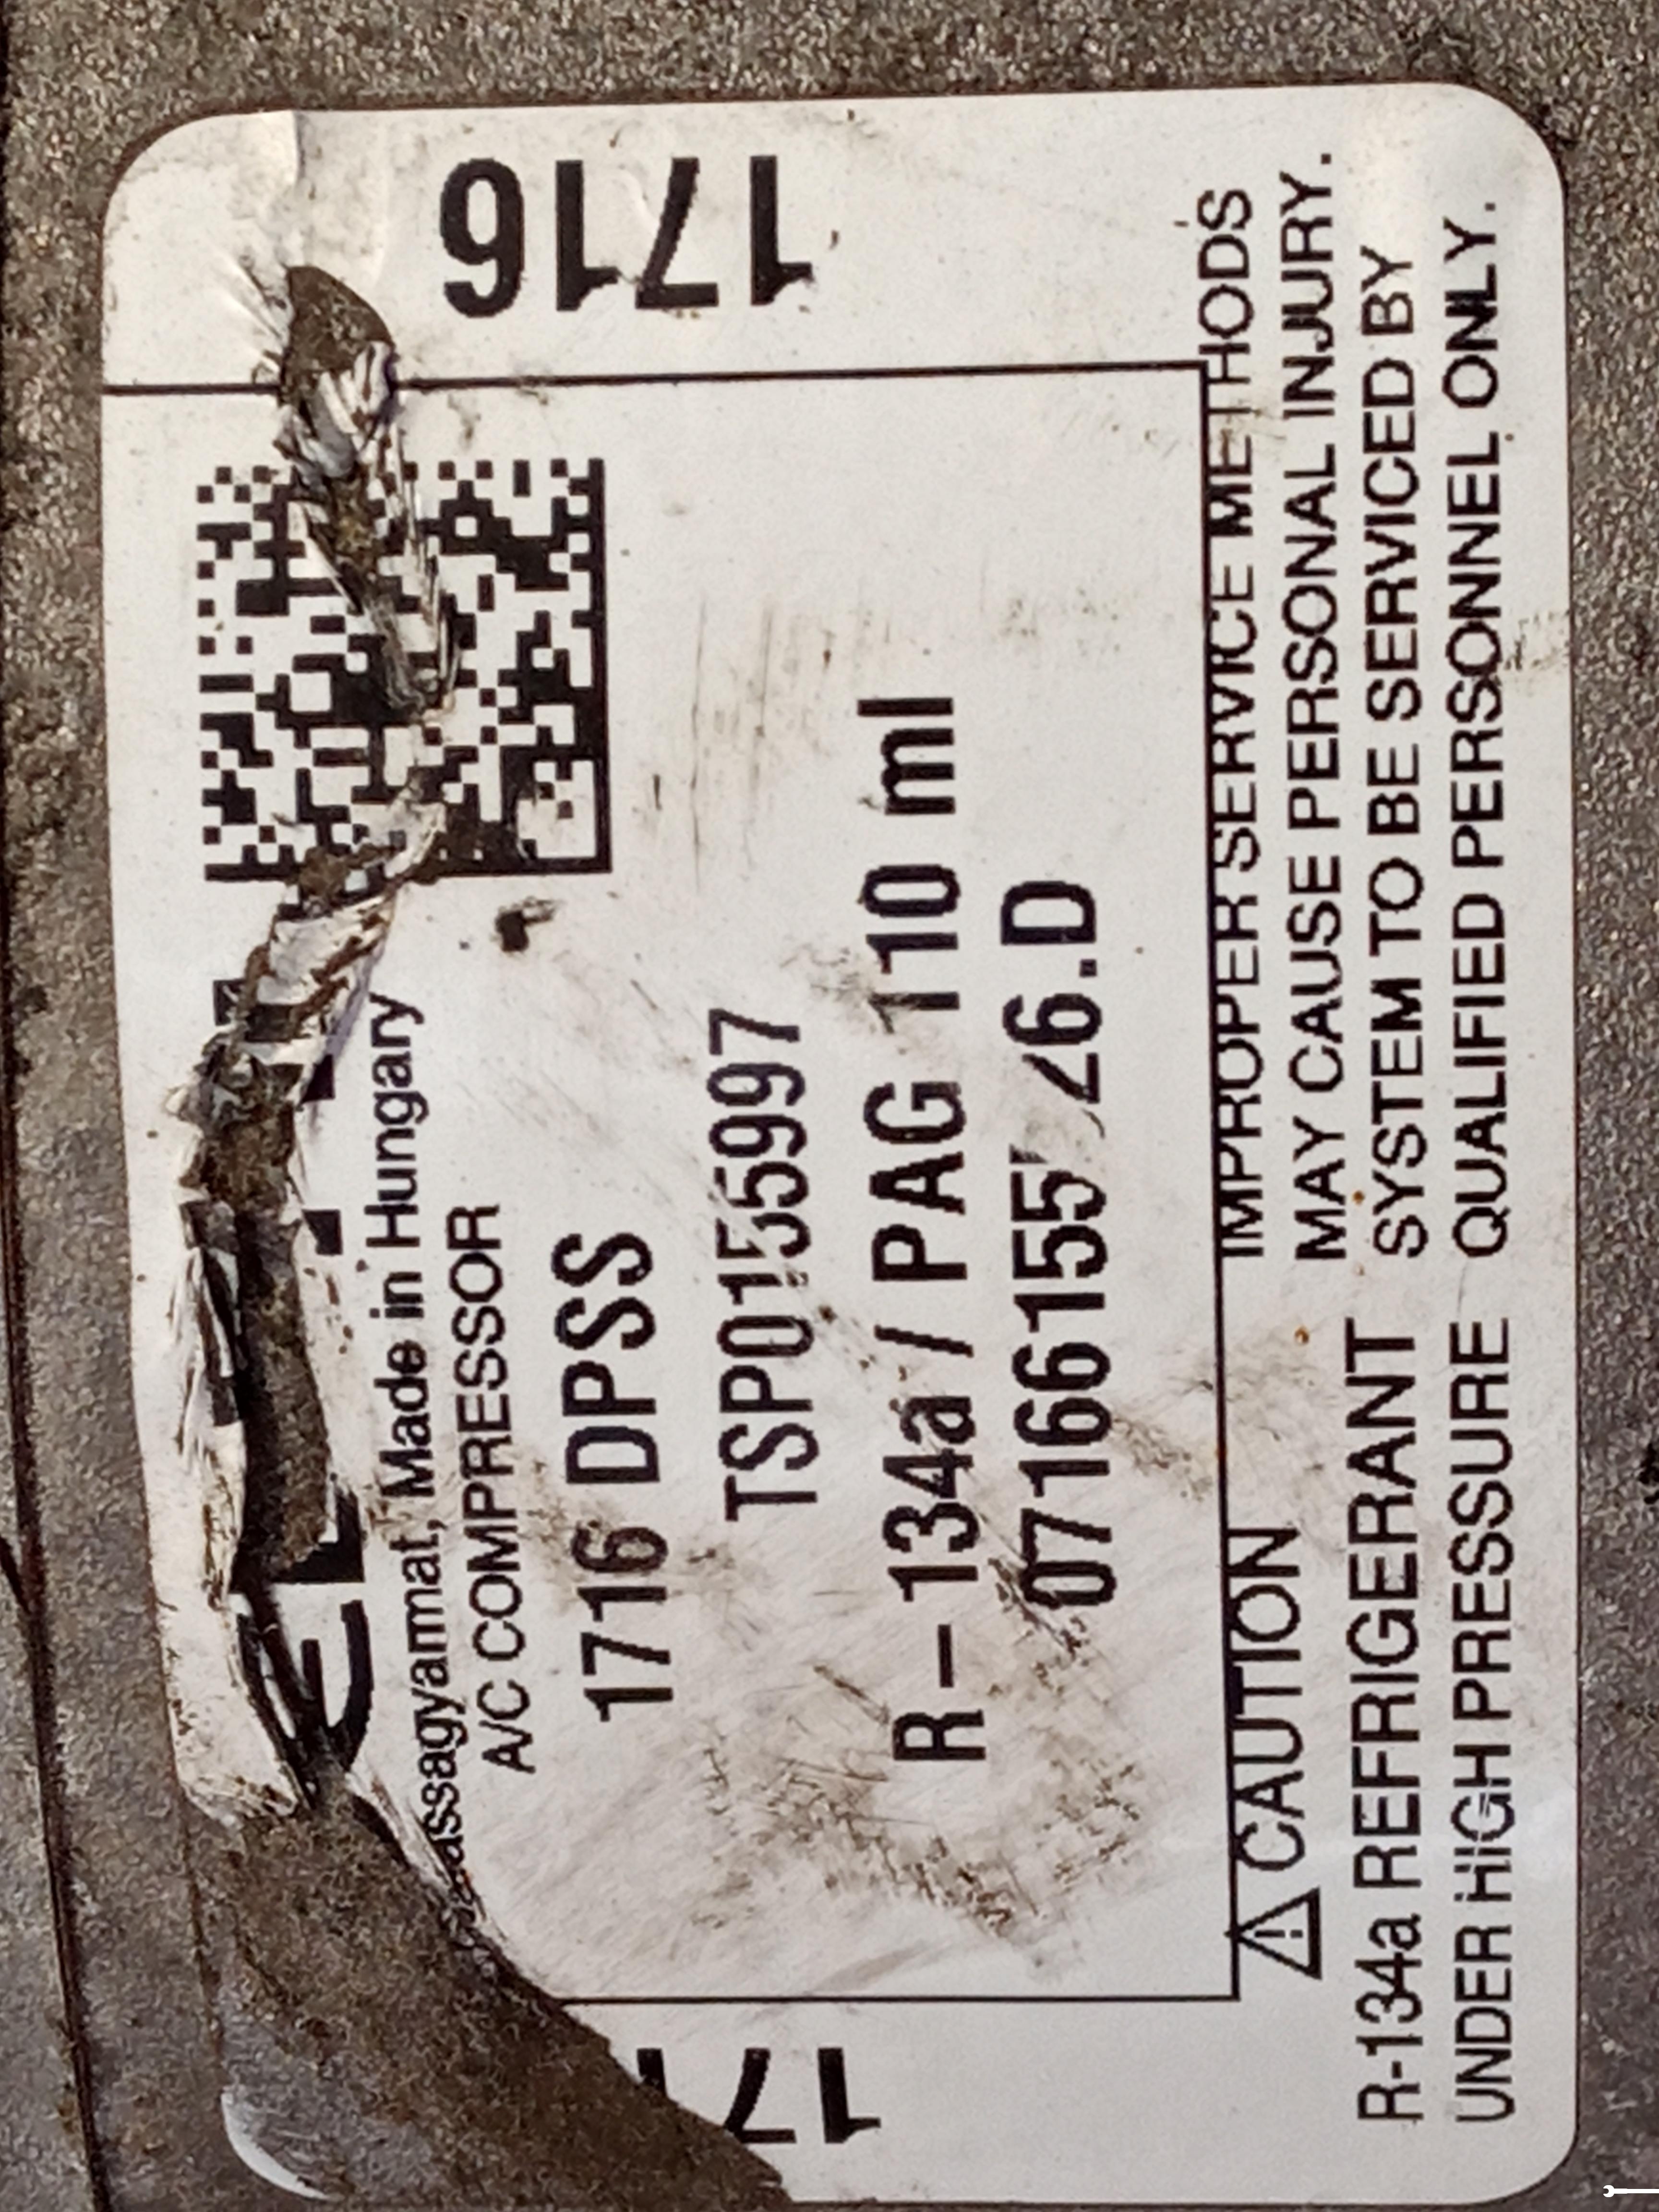 1716
Made in Hungary
A/C COMPRESSOR
1716 DPSS
TSP0155997
R-134a / PAG 110 ml
CAUTION
R-134a REFRIGERANT
UNDER HIGH PRESSURE
IMPROPER SERVICE METHODS
MAY CAUSE PERSONAL INJURY.
SYSTEM TO BE SERVICED BY
QUALIFIED PERSONNEL ONLY.